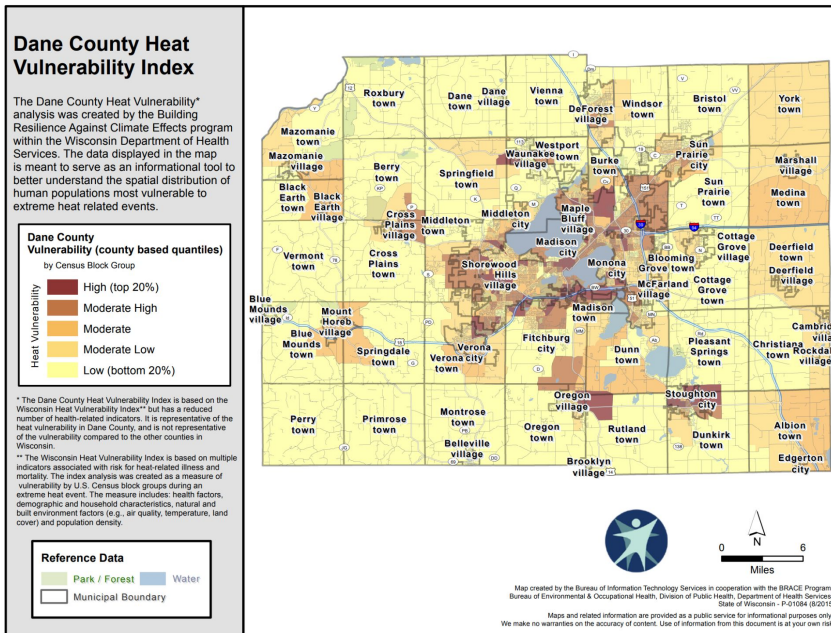 Dane County Heat
Vulnerability Index
The Dane County Heat Vulnerability*
analysis was created by the Building
Resilience Against Climate Effects program
within the Wisconsin Department of Health
Services. The data displayed in the map
is meant to serve as an informational tool to
better understand the spatial distribution of
human populations most vulnerable to
extreme heat related events.
Dane County
Vulnerability (county based quantiles)
by Census Block Group
Heat Vulnerability
High (top 20%)
Moderate High
Moderate
Moderate Low
Low (bottom 20%)
* The Dane County Heat Vulnerability Index is based on the
Wisconsin Heat Vulnerability Index** but has a reduced
number of health-related indicators. It is representative of the
heat vulnerability in Dane County, and is not representative
of the vulnerability compared to the other counties in
Wisconsin.
** The Wisconsin Heat Vulnerability Index is based on multiple
indicators associated with risk for heat-related illness and
mortality. The index analysis was created as a measure of
vulnerability by U.S. Census block groups during an
extreme heat event. The measure includes: health factors,
demographic and household characteristics, natural and
built environment factors (e.g., air quality, temperature, land
cover) and population density.
Reference Data
Park / Forest
Water
Municipal Boundary
Roxbury
town
Dane
town
Dane
village
Vienna
town
DeForest
village
Windsor
town
Bristol
town
York
town
Mazomanie
town
Mazomanie
village
Berry
town
Springfield
town
Waunakee
village
Westport
town
Burke
town
Sun
Prairie
city
Sun
Prairie
town
Marshall
village
Medina
town
Black
Earth
town
Black
Earth
village
Cross
Plains
village
Middleton
town
Middleton
city
Maple
Bluff
village
Madison
city
Cottage
Grove
village
Vermont
town
Cross
Plains
town
Shorewood
Hills
village
Monona
city
Blooming
Grove town
McFarland
village
Cottage
Grove
town
Deerfield
town
Deerfield
village
Blue
Mounds
village
Mount
Horeb
village
Blue
Mounds
town
Springdale
town
Verona
town
Verona
city
Madison
town
Fitchburg
city
Dunn
town
Pleasant
Springs
town
Christiana
town
Cambrid
villa
Rockdal
village
Perry
town
Primrose
town
Montrose
town
Belleville
village
Oregon
village
Oregon
town
Rutland
town
Brooklyn
village
Stoughton
city
Dunkirk
town
Albion
town
Edgerton
city
N
0
6
Miles
Map created by the Bureau of Information Technology Services in cooperation with the BRACE Program
Bureau of Environmental & Occupational Health, Division of Public Health, Department of Health Services
State of Wisconsin - P-01084 (8/2015
Maps and related information are provided as a public service for informational purposes only
We make no warranties on the accuracy of content. Use of information from this document is at your own risk